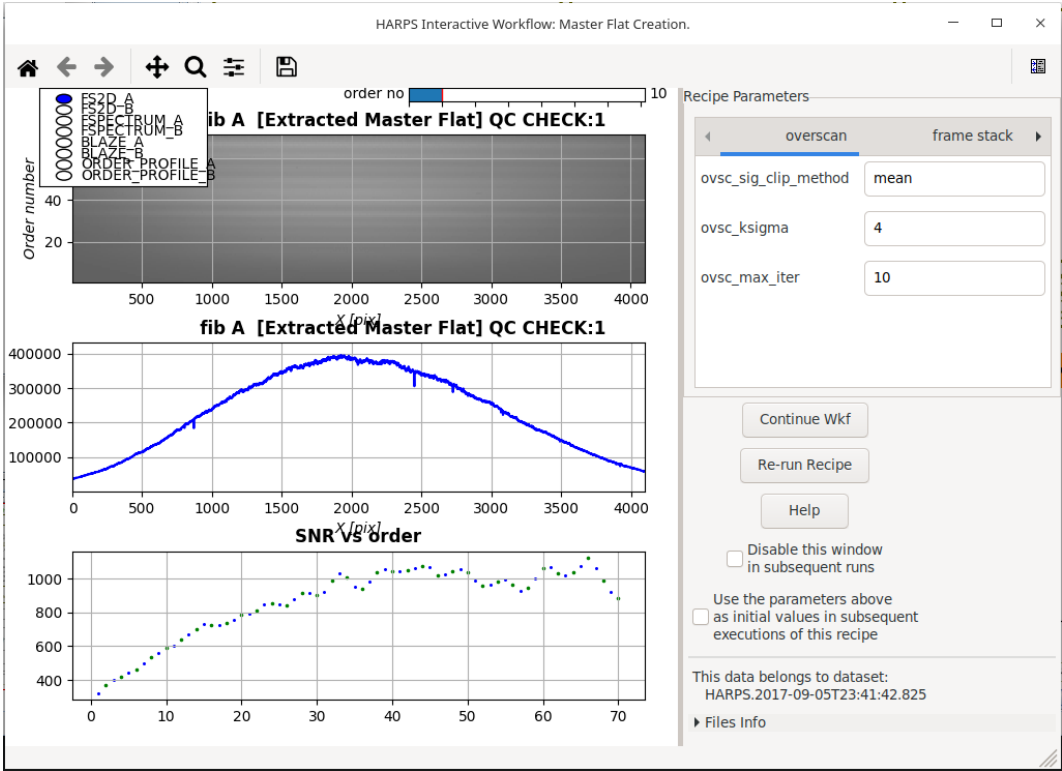 HARPS Interactive Workflow: Master Flat Creation.
FS2D_A
FS2D_B
FSPECTRUM_A
FSPECTRUM_B
BLAZE_A
BLAZE_B
ORDER_PROFILE_A
ORDER_PROFILE_B
order no
10
ib A [Extracted Master Flat] QC CHECK:1
Order number
40
20
500 1000 1500 2000 2500 3000 3500 4000
X [pix]
fib A [Extracted Master Flat] QC CHECK:1
400000
300000
200000
100000
0 500 1000 1500 2000 2500 3000 3500 4000
X [pix]
SNR vs order
1000
800
600
400
0 10 20 30 40 50 60 70
Recipe Parameters
overscan frame stack
ovsc_sig_clip_method mean
ovsc_ksigma 4
ovsc_max_iter 10
Continue Wkf
Re-run Recipe
Help
Disable this window
in subsequent runs
Use the parameters above
as initial values in subsequent
executions of this recipe
This data belongs to dataset:
HARPS.2017-09-05T23:41:42.825
Files Info